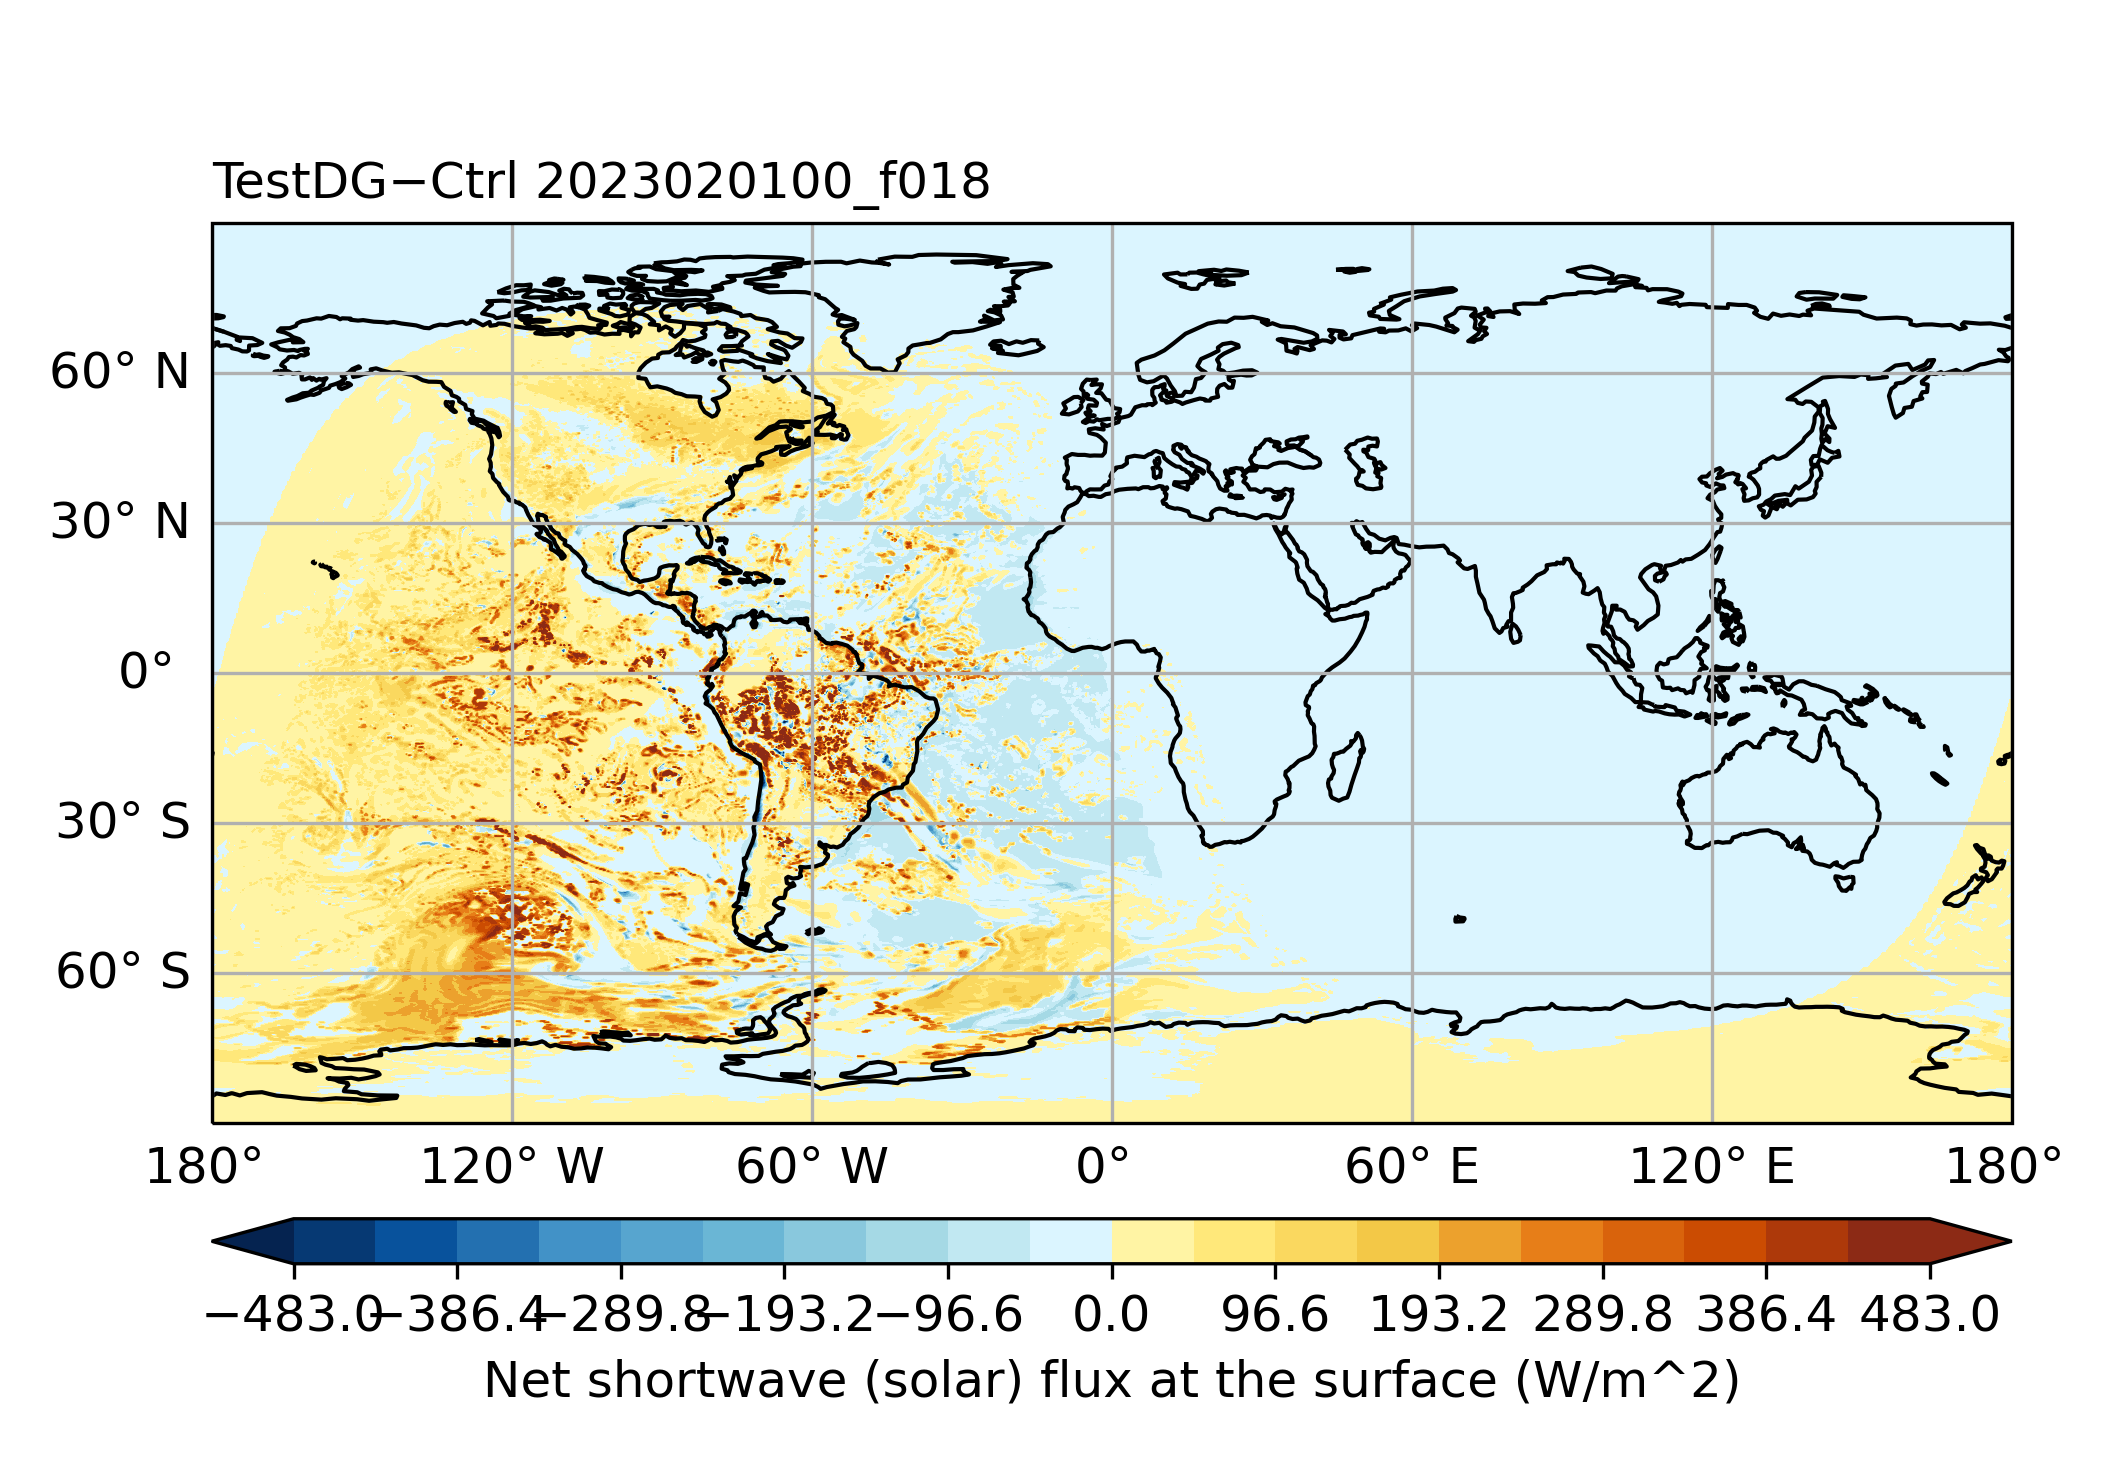 TestDG−Ctrl 2023020100_f018
60° N
30° N
0°
30° S
60° S
180° 120° W 60° W 0° 60° E 120° E 180°
−483.0 −386.4 −289.8 −193.2 −96.6 0.0 96.6 193.2 289.8 386.4 483.0
Net shortwave (solar) flux at the surface (W/m^2)